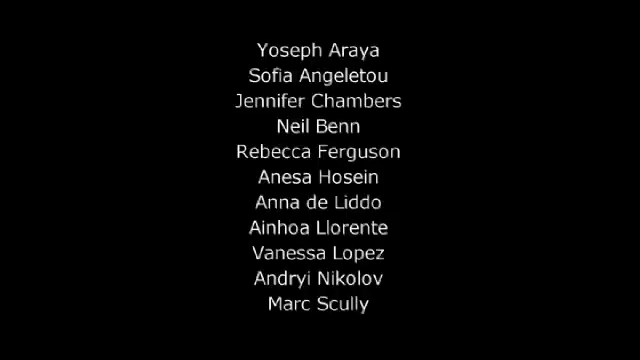 Yoseph Araya
Sofia Angeletou
Jennifer Chambers
Neil Benn
Rebecca Ferguson
Anesa Hosein
Anna de Liddo
Ainhoa Llorente
Vanessa Lopez
Andryi Nikolov
Marc Scully